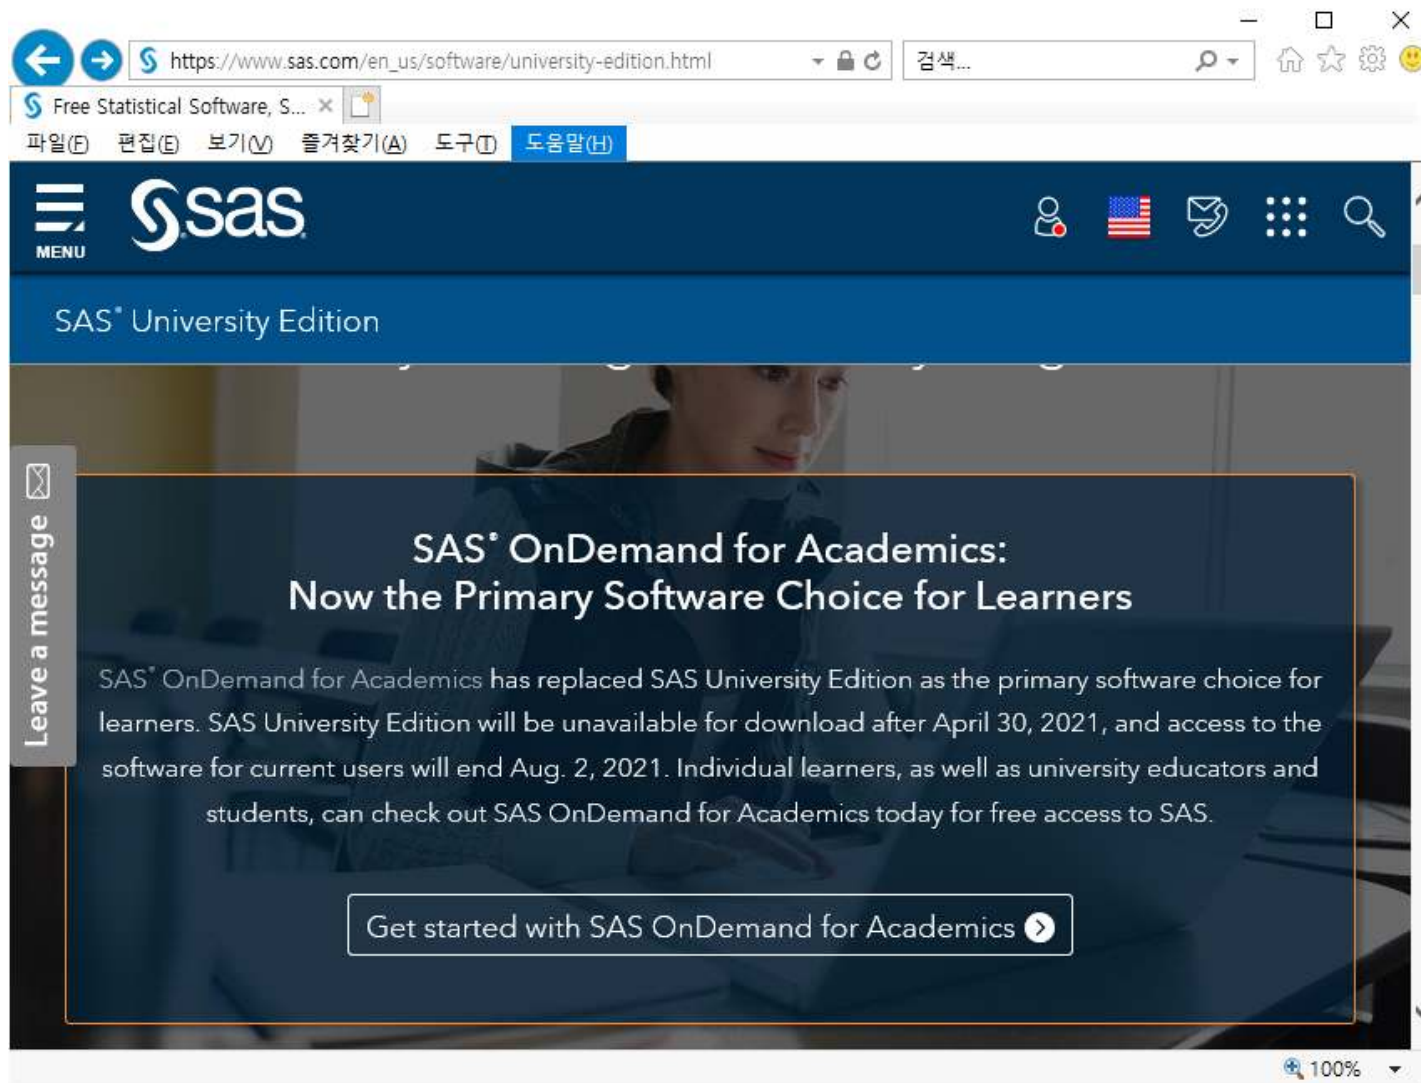 https://www.sas.com/en_us/software/university-edition.html
검색...
Free Statistical Software, S...
파일(F) 편집(E) 보기(V) 즐겨찾기(A) 도구(T) 도움말(H)
MENU
sas
SAS® University Edition
Leave a message
SAS® OnDemand for Academics:
Now the Primary Software Choice for Learners
SAS® OnDemand for Academics has replaced SAS University Edition as the primary software choice for
learners. SAS University Edition will be unavailable for download after April 30, 2021, and access to the
software for current users will end Aug. 2, 2021. Individual learners, as well as university educators and
students, can check out SAS OnDemand for Academics today for free access to SAS.
Get started with SAS OnDemand for Academics
100%